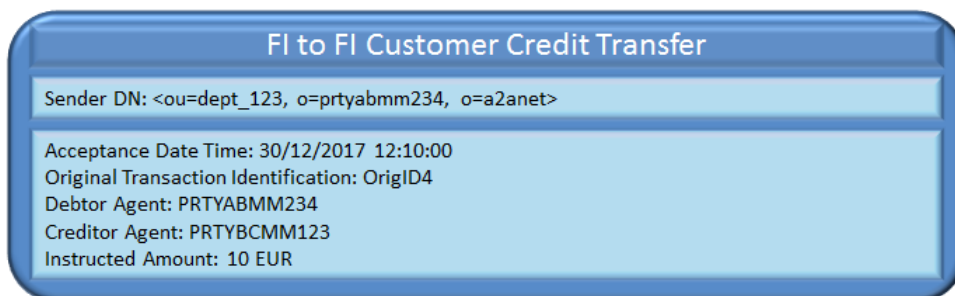 FI to FI Customer Credit Transfer
Sender DN: <ou=dept_123, o=prtyabmm234, o=a2anet>
Acceptance Date Time: 30/12/2017 12:10:00
Original Transaction Identification: OrigID4
Debtor Agent: PRTYABMM234
Creditor Agent: PRTYBCMM123
Instructed Amount: 10 EUR